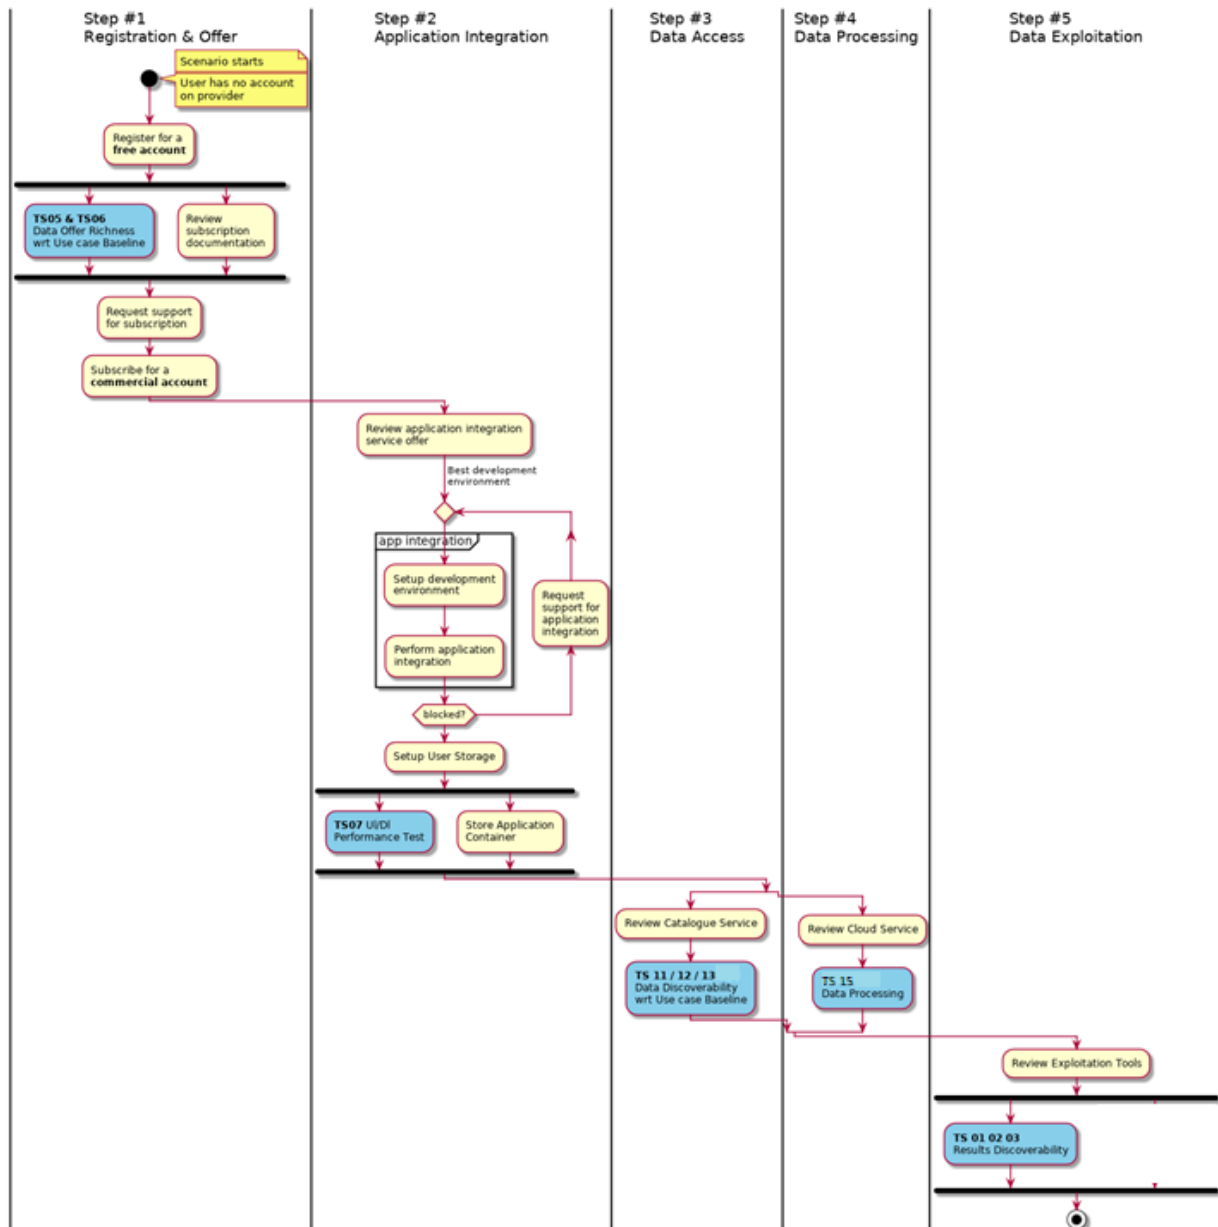 Step #1
Registration & Offer
Step #2
Application Integration
Step #3
Data Access
Step #4
Data Processing
Step #5
Data Exploitation
Scenario starts
User has no account
on provider
Register for a
free account
TS05 & TS06
Data Offer Richness
wrt Use case Baseline
Review
subscription
documentation
Request support
for subscription
Subscribe for a
commercial account
Review application integration
service offer
Best development
environment
app integration
Setup development
environment
Perform application
integration
Request
support for
application
integration
blocked?
Setup User Storage
TS07 Ul/Dl
Performance Test
Store Application
Container
Review Catalogue Service
TS 11 / 12 / 13
Data Discoverability
wrt Use case Baseline
Review Cloud Service
TS 15
Data Processing
Review Exploitation Tools
TS 01 02 03
Results Discoverability